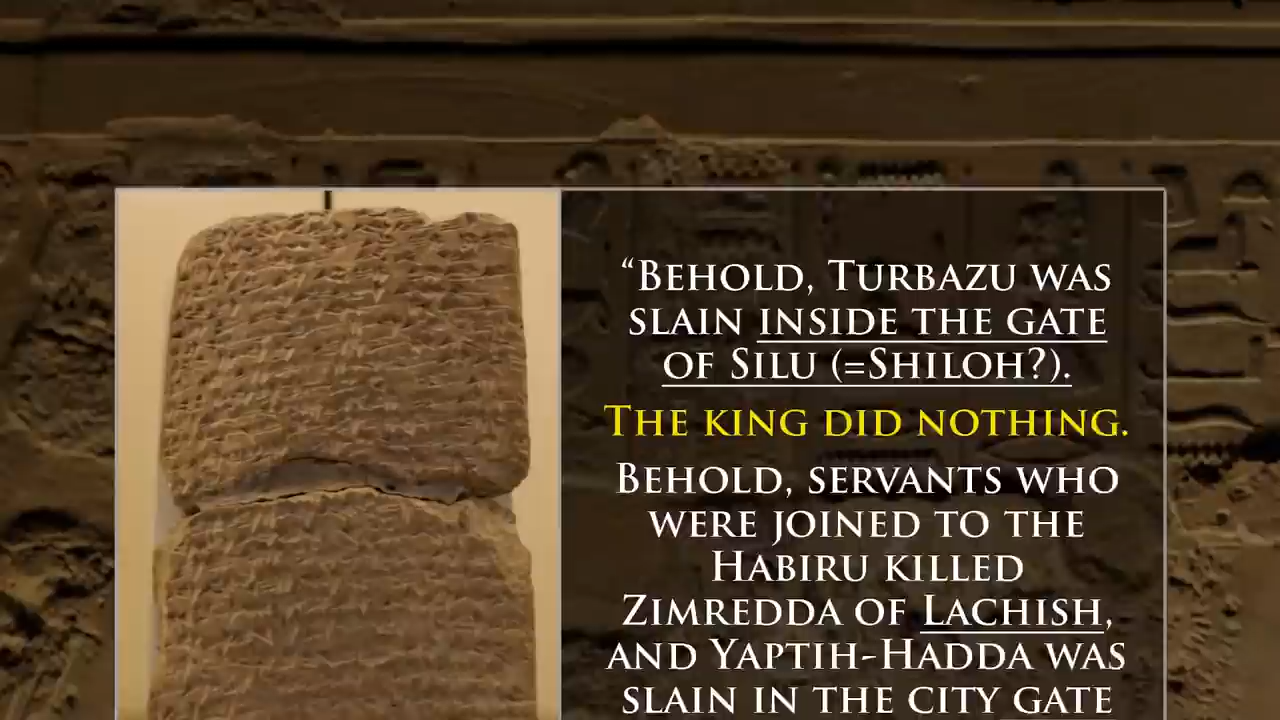 “Behold, Turbazu was
slain inside the gate
of Silu (=Shiloh?).
The king did nothing.
Behold, servants who
were joined to the
Habiru killed
Zimredda of Lachish,
and Yaptih-Hadda was
slain in the city gate